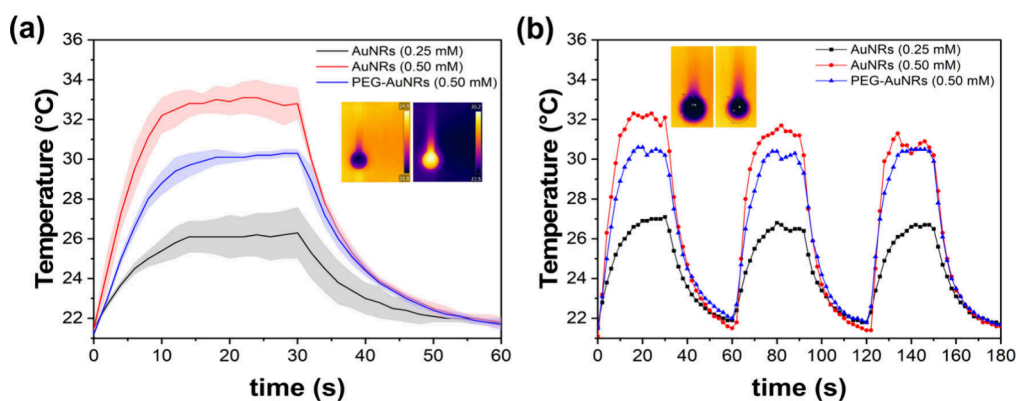 (a)
36
34
32
30
28
26
24
22
Temperature (°C)
0 10 20 30 40 50 60
time (s)
AuNRs (0.25 mM)
AuNRs (0.50 mM)
PEG-AuNRs (0.50 mM)
30.2
(b)
36
34
32
30
28
26
24
22
Temperature (°C)
0 20 40 60 80 100 120 140 160 180
time (s)
AuNRs (0.25 mM)
AuNRs (0.50 mM)
PEG-AuNRs (0.50 mM)